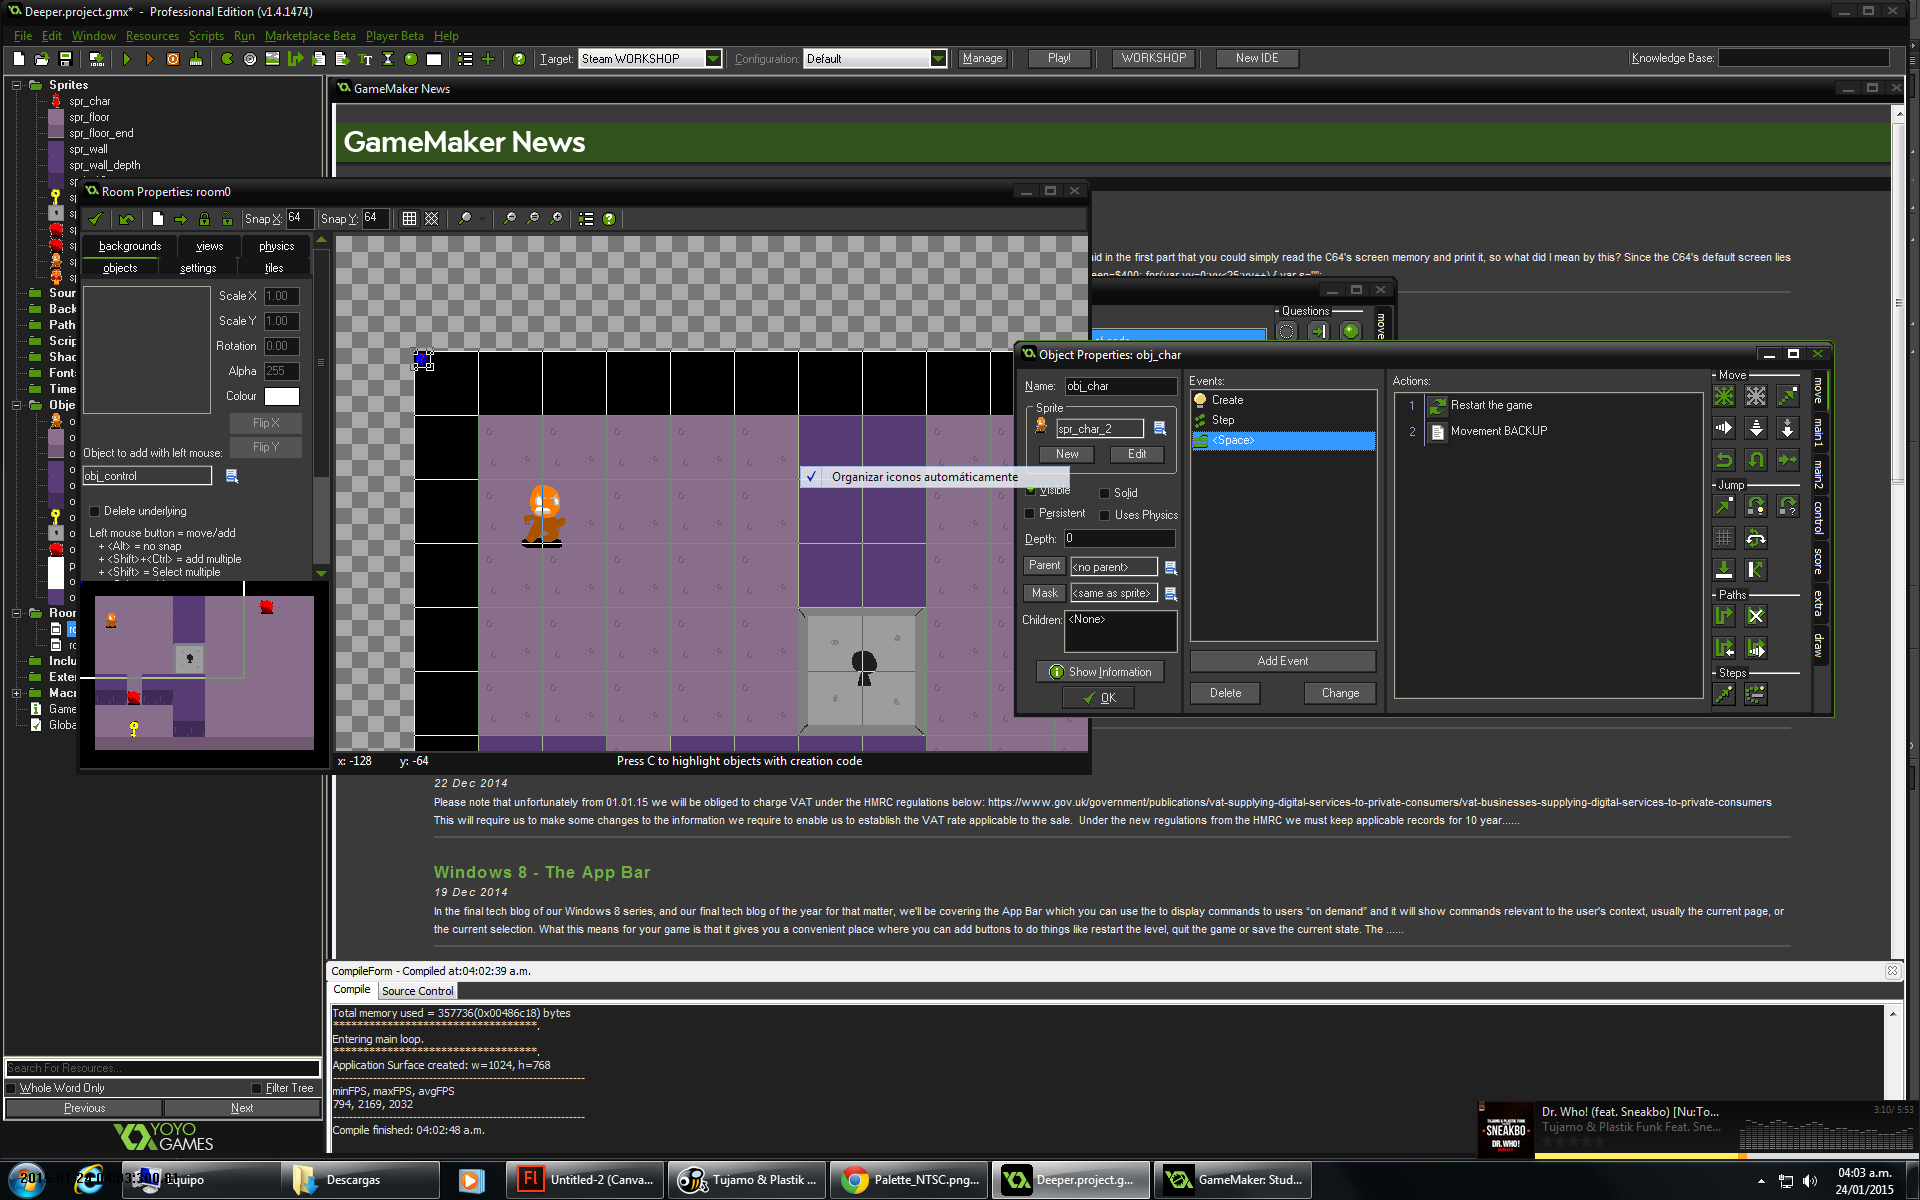 Deeper.project.gmx* - Professional Edition (v1.4.1474)
File Edit Window Resources Scripts Run Marketplace Beta Player Beta Help
Target: Steam WORKSHOP Configuration: Default Manage Play! WORKSHOP New IDE Knowledge Base:
Sprites
spr_char
spr_floor
spr_floor_end
spr_wall
spr_wall_depth
GameMaker News
GameMaker News
Room Properties: room0
Snap X: 64 Snap Y: 64
backgrounds views physics
objects settings tiles
Scale X 1.00
Scale Y 1.00
Rotation 0.00
Alpha 255
Colour
Flip X
Flip Y
Object to add with left mouse:
obj_control
Delete underlying
Left mouse button = move/add
+ <Alt> = no snap
+ <Shift>+<Ctrl> = add multiple
+ <Shift> = Select multiple
Sour
Back
Path
Scrip
Shad
Font
Time
Obje
Room
Inclu
Exter
Macr
Game
Globa
x: -128 y: -64 Press C to highlight objects with creation code
Organizar iconos automáticamente
aid in the first part that you could simply read the C64's screen memory and print it, so what did I mean by this? Since the C64's default screen lies
een=$400; for(var yy=0;yy<25;yy++) { var s="";
Questions
move
Object Properties: obj_char
Name: obj_char
Sprite
spr_char_2
New Edit
Visible Solid
Persistent Uses Physics
Depth: 0
Parent <no parent>
Mask <same as sprite>
Children: <None>
Show Information
OK
Events:
Create
Step
<Space>
Add Event
Delete Change
Actions:
1 Restart the game
2 Movement BACKUP
Move
Jump
Paths
Steps
move
main1
main2
control
score
extra
draw
22 Dec 2014
Please note that unfortunately from 01.01.15 we will be obliged to charge VAT under the HMRC regulations below: https://www.gov.uk/government/publications/vat-supplying-digital-services-to-private-consumers/vat-businesses-supplying-digital-services-to-private-consumers
This will require us to make some changes to the information we require to enable us to establish the VAT rate applicable to the sale. Under the new regulations from the HMRC we must keep applicable records for 10 year......
Windows 8 - The App Bar
19 Dec 2014
In the final tech blog of our Windows 8 series, and our final tech blog of the year for that matter, we'll be covering the App Bar which you can use the to display commands to users “on demand” and it will show commands relevant to the user's context, usually the current page, or
the current selection. What this means for your game is that it gives you a convenient place where you can add buttons to do things like restart the level, quit the game or save the current state. The ......
CompileForm - Compiled at:04:02:39 a.m.
Compile Source Control
Total memory used = 357736(0x00486c18) bytes
**********************************.
Entering main loop.
**********************************.
Application Surface created: w=1024, h=768
minFPS, maxFPS, avgFPS
794, 2169, 2032
Compile finished: 04:02:48 a.m.
Search For Resources...
Whole Word Only Filter Tree
Previous Next
YOYO
GAMES
TUJAMO & PLASTIK FUNK
SNEAKBO
DR. WHO!
Dr. Who! (feat. Sneakbo) [Nu:To...
Tujamo & Plastik Funk Feat. Sne...
3:10/ 5:53
Equipo
Descargas
Untitled-2 (Canva...
Tujamo & Plastik ...
Palette_NTSC.png...
Deeper.project.g...
GameMaker: Stud...
04:03 a.m.
24/01/2015